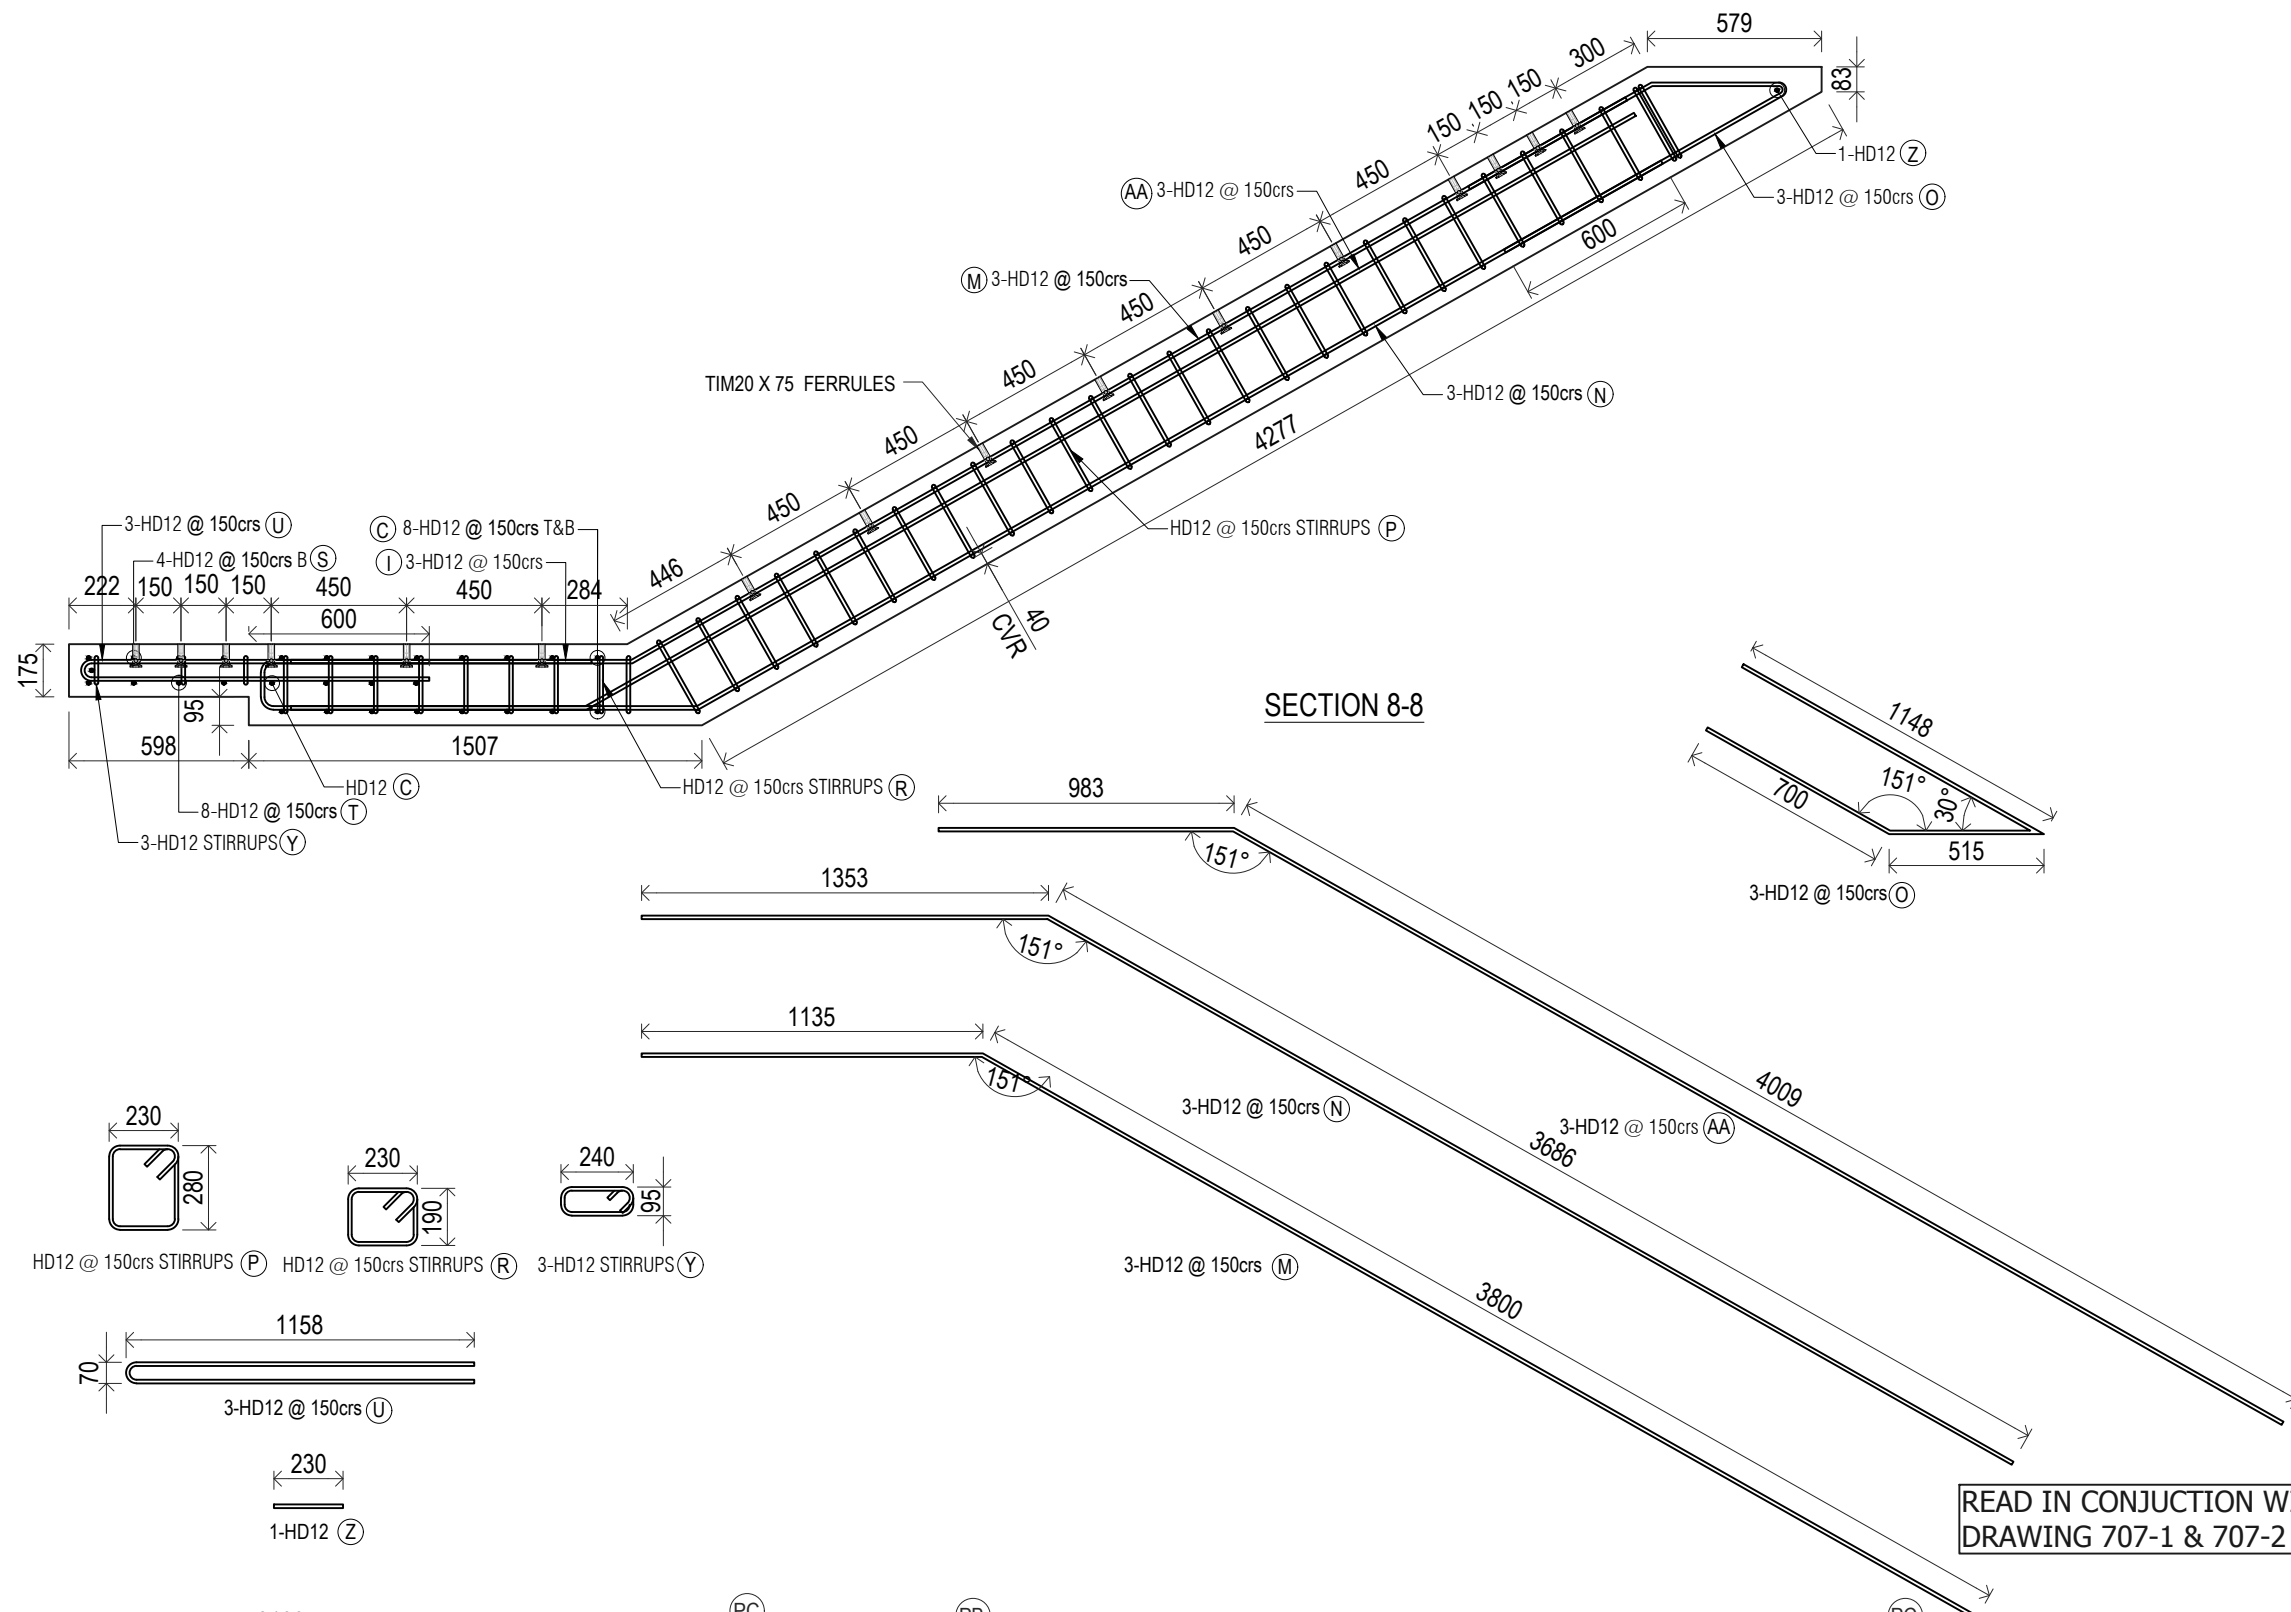 579
83
300
150
150
150
450
450
450
450
450
450
446
1-HD12 Z
3-HD12 @ 150crs O
AA 3-HD12 @ 150crs
600
M 3-HD12 @ 150crs
TIM20 X 75 FERRULES
3-HD12 @ 150crs N
4277
HD12 @ 150crs STIRRUPS P
40
CVR
3-HD12 @ 150crs U
C 8-HD12 @ 150crs T&B
4-HD12 @ 150crs B S
I 3-HD12 @ 150crs
222
150
150
150
450
450
284
600
175
95
598
1507
HD12 C
HD12 @ 150crs STIRRUPS R
8-HD12 @ 150crs T
3-HD12 STIRRUPS Y
SECTION 8-8
1148
151°
30°
700
515
3-HD12 @ 150crs O
983
151°
4009
3-HD12 @ 150crs AA
1353
151°
3686
3-HD12 @ 150crs N
1135
151°
3800
3-HD12 @ 150crs M
230
280
HD12 @ 150crs STIRRUPS P
230
190
HD12 @ 150crs STIRRUPS R
240
95
3-HD12 STIRRUPS Y
1158
70
3-HD12 @ 150crs U
230
1-HD12 Z
READ IN CONJUCTION
DRAWING 707-1 & 707-2